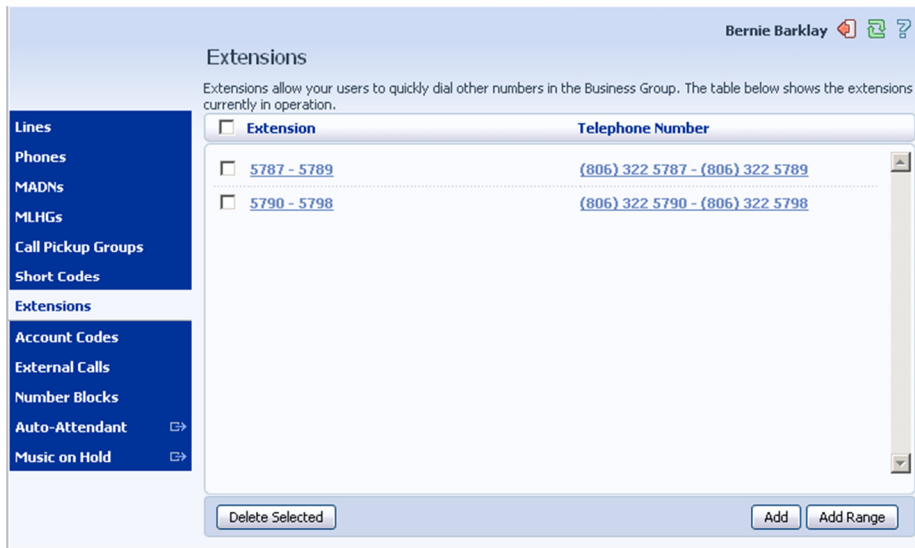 Bernie Barklay
Extensions
Extensions allow your users to quickly dial other numbers in the Business Group. The table below shows the extensions
currently in operation.
Lines
Phones
MADNs
MLHGs
Call Pickup Groups
Short Codes
Extensions
Account Codes
External Calls
Number Blocks
Auto-Attendant
Music on Hold
Extension Telephone Number
5787 - 5789 (806) 322 5787 - (806) 322 5789
5790 - 5798 (806) 322 5790 - (806) 322 5798
Delete Selected Add Add Range